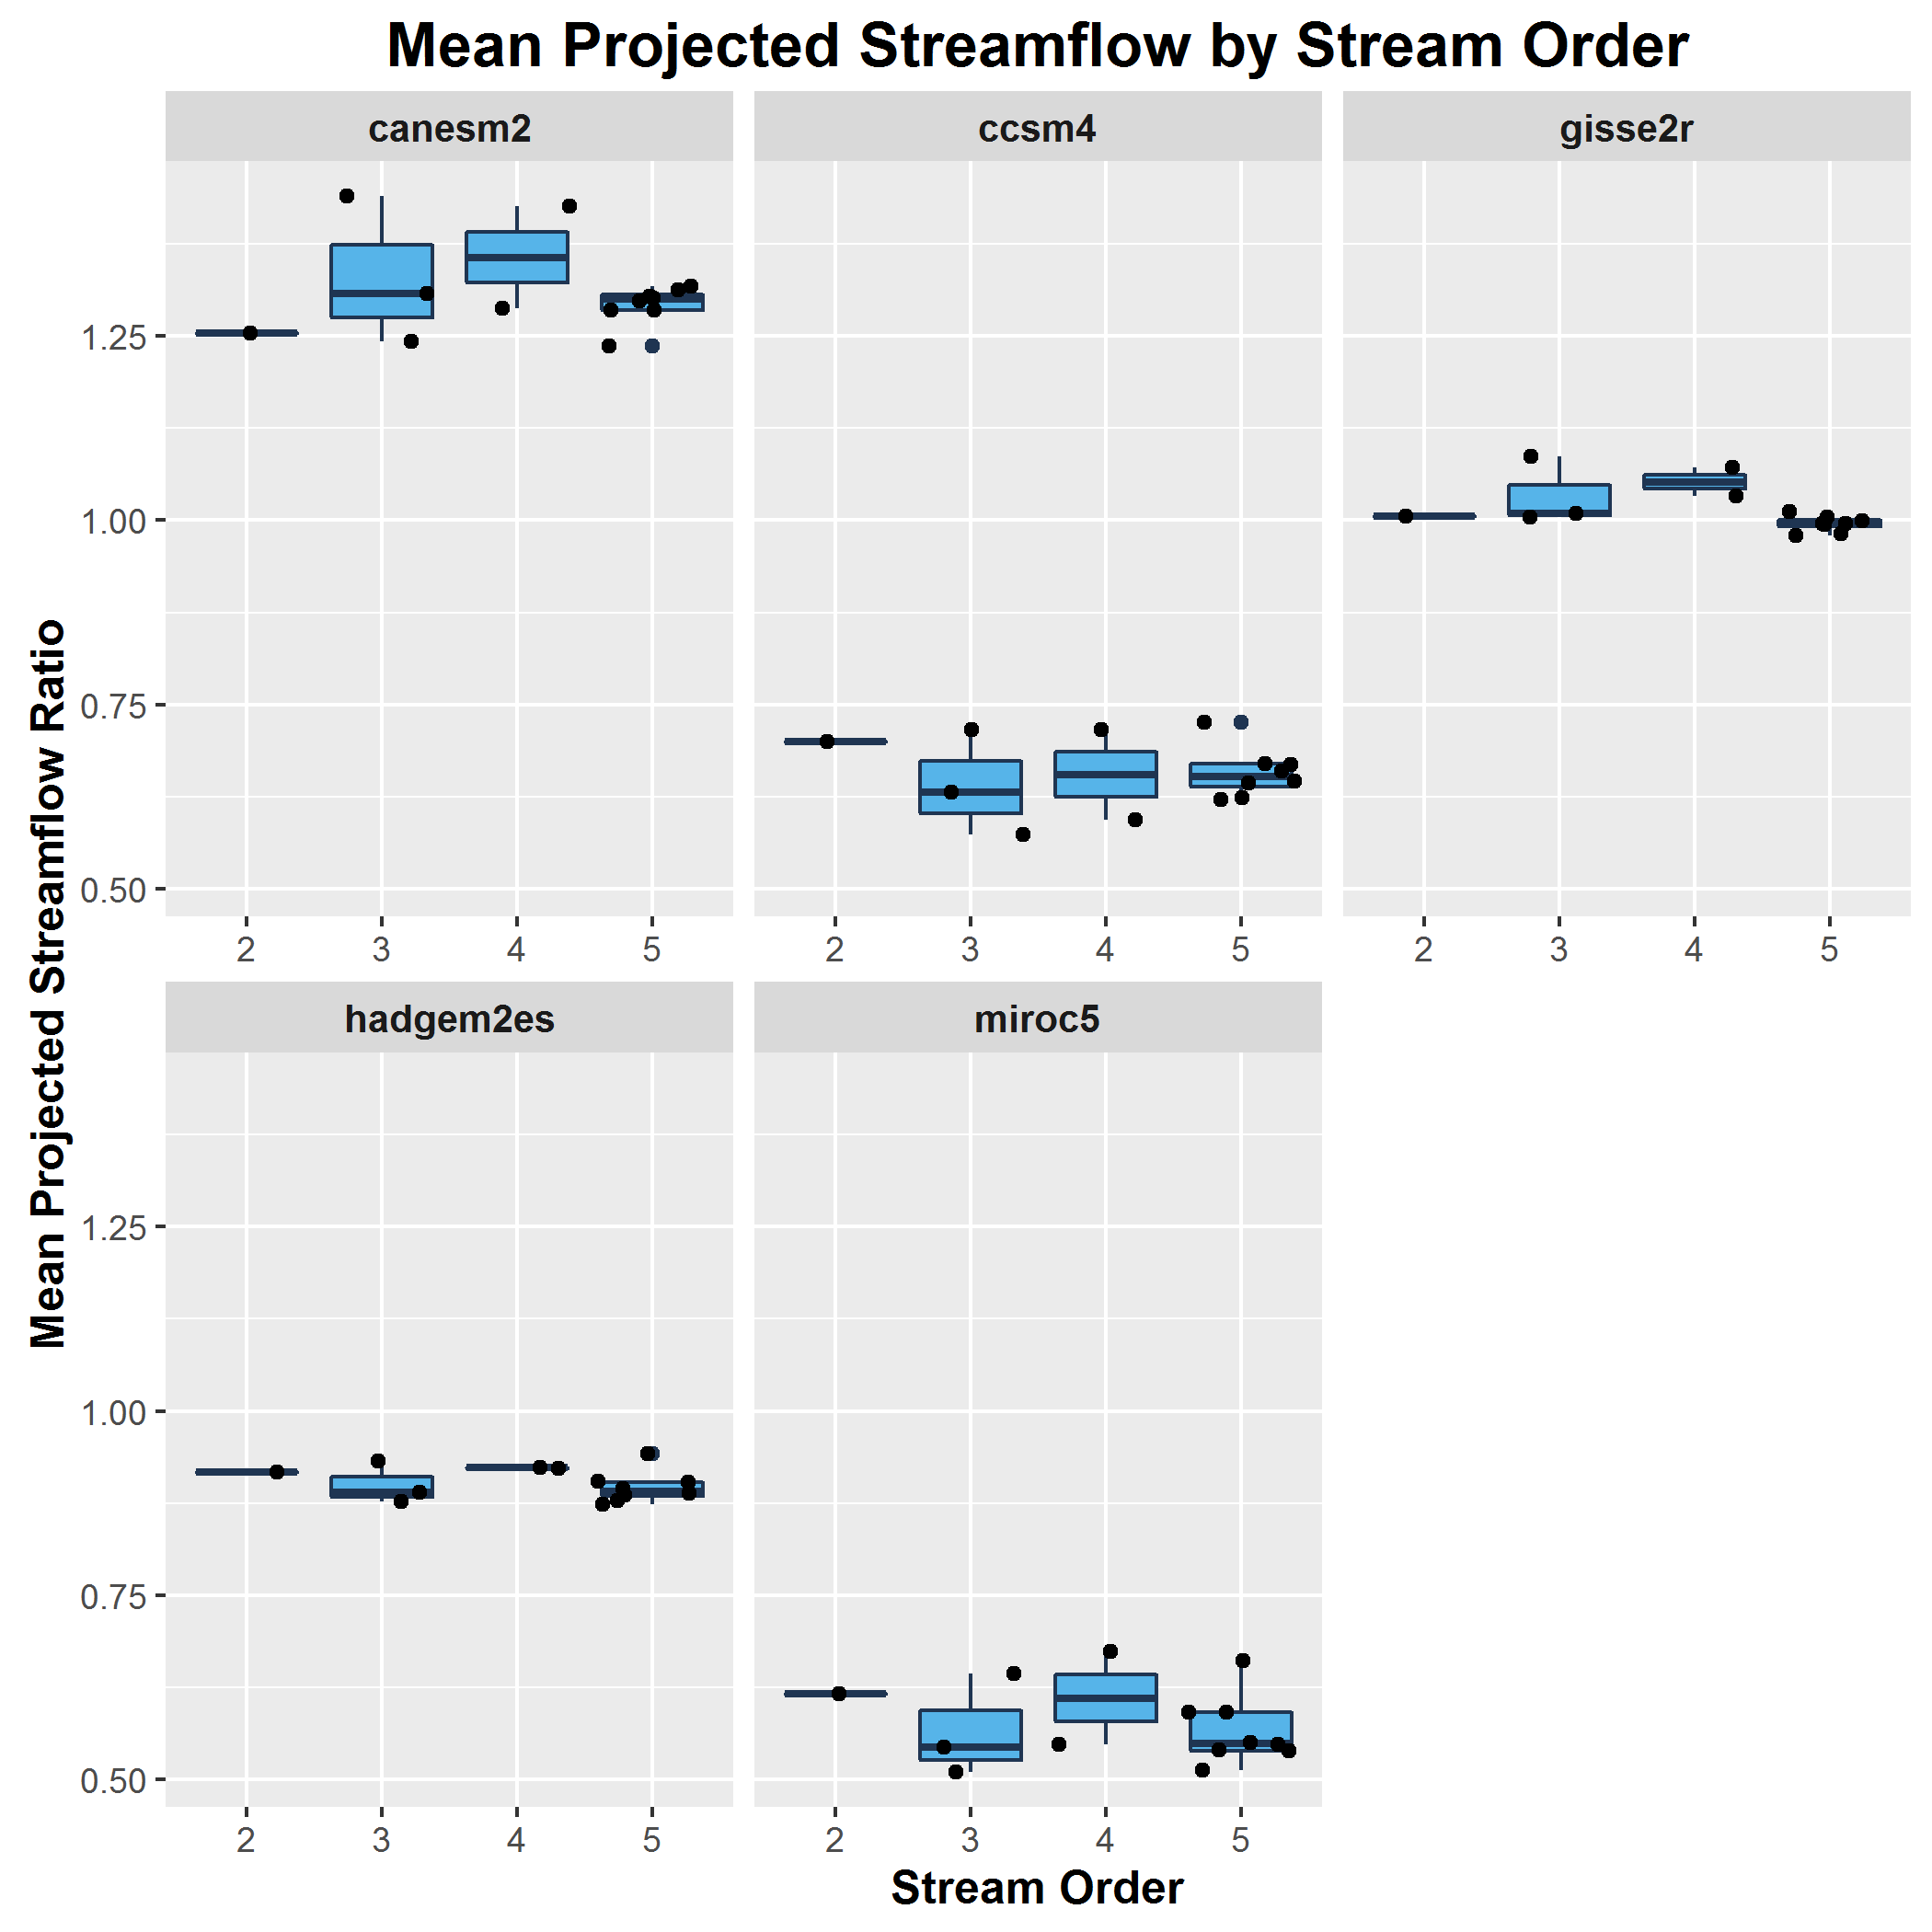 Mean Projected Streamflow by Stream Order
canesm2
ccsm4
gisse2r
1.25
1.00
0.75
0.50
2 3 4 5
2 3 4 5
2 3 4 5
Mean Projected Streamflow Ratio
hadgem2es
miroc5
1.25
1.00
0.75
0.50
2 3 4 5
2 3 4 5
Stream Order